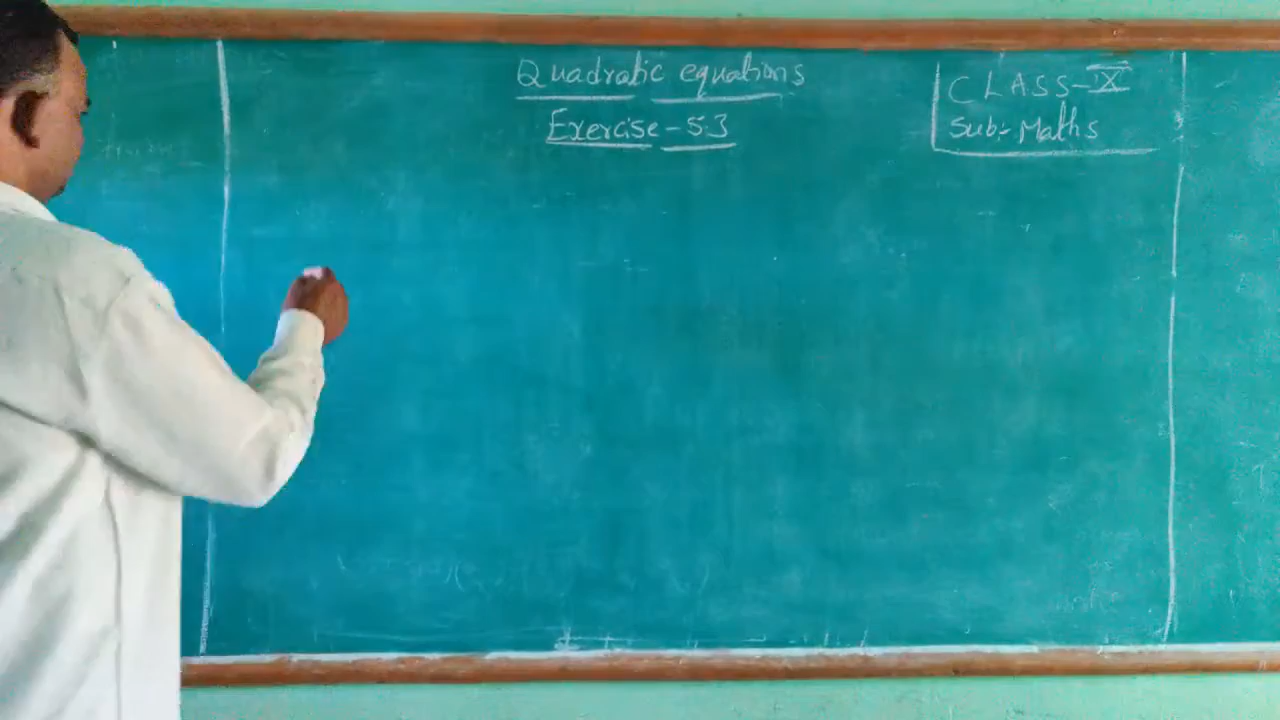 Quadratic equations
Exercise - 5.3
CLASS - IX
Sub:- Maths